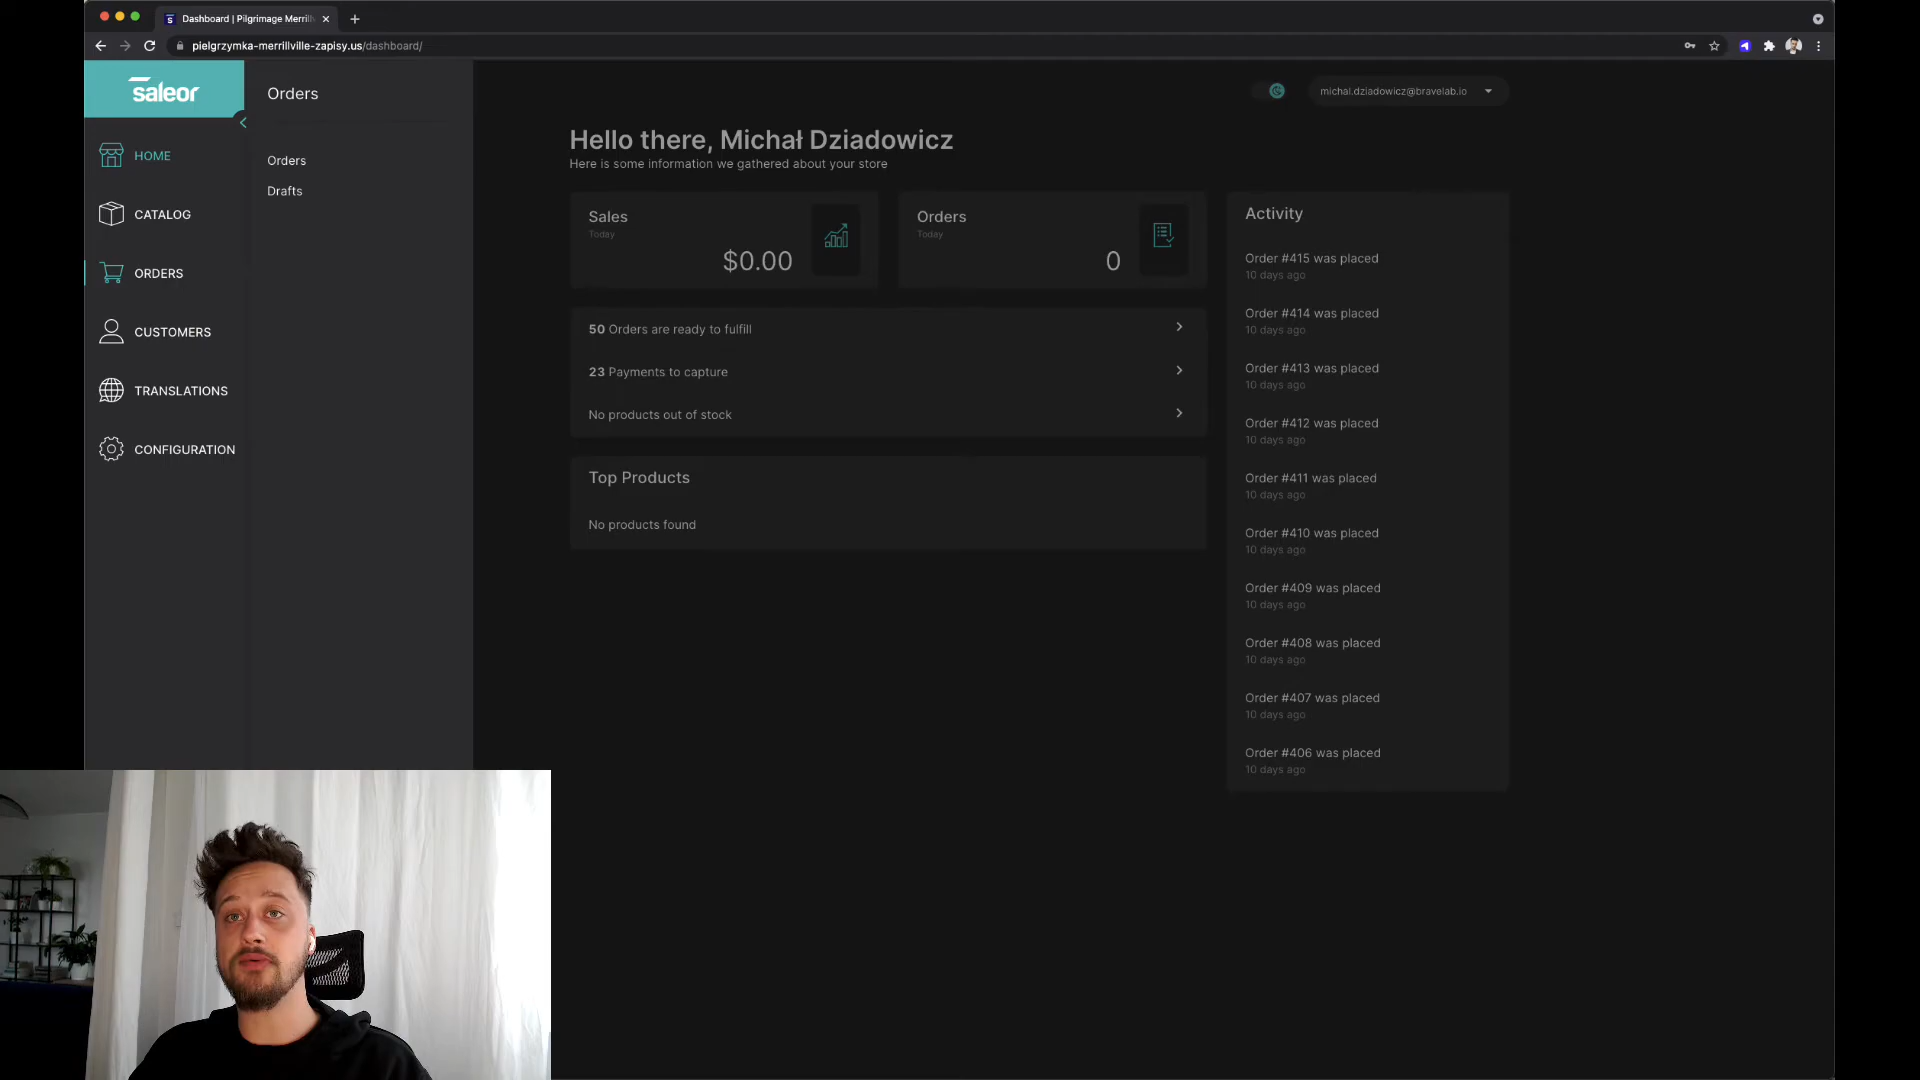 Dashboard | Pilgrimage Merrill
pielgrzymka-merrillville-zapisy.us/dashboard/
saleor
HOME
CATALOG
ORDERS
CUSTOMERS
TRANSLATIONS
CONFIGURATION
Orders
Orders
Drafts
michal.dziadowicz@bravelab.io
Hello there, Michał Dziadowicz
Here is some information we gathered about your store
Sales
Today
$0.00
Orders
Today
0
50 Orders are ready to fulfill
23 Payments to capture
No products out of stock
Top Products
No products found
Activity
Order #415 was placed
10 days ago
Order #414 was placed
10 days ago
Order #413 was placed
10 days ago
Order #412 was placed
10 days ago
Order #411 was placed
10 days ago
Order #410 was placed
10 days ago
Order #409 was placed
10 days ago
Order #408 was placed
10 days ago
Order #407 was placed
10 days ago
Order #406 was placed
10 days ago